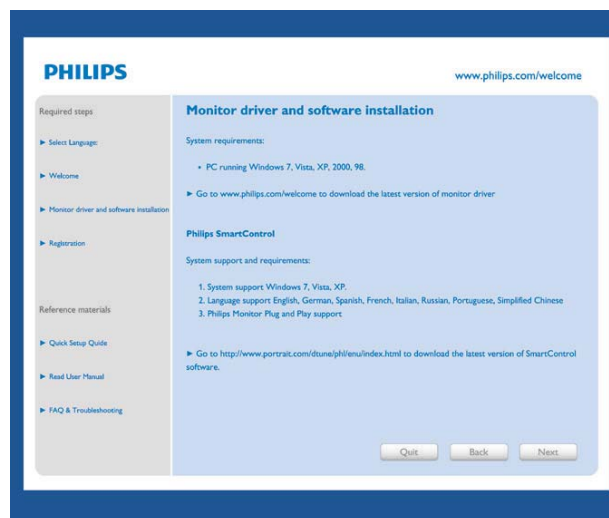 PHILIPS
www.philips.com/welcome
Required steps
Select Language:
Welcome
Monitor driver and software installation
Registration
Reference materials
Quick Setup Quide
Read User Manual
FAQ & Troubleshooting
Monitor driver and software installation
System requirements:
• PC running Windows 7, Vista, XP, 2000, 98.
Go to www.philips.com/welcome to download the latest version of monitor driver
Philips SmartControl
System support and requirements:
1. System support Windows 7, Vista, XP.
2. Language support English, German, Spanish, French, Italian, Russian, Portuguese, Simplified Chinese
3. Philips Monitor Plug and Play support
Go to http://www.portrait.com/dtune/phl/enu/index.html to download the latest version of SmartControl
software.
Quit
Back
Next